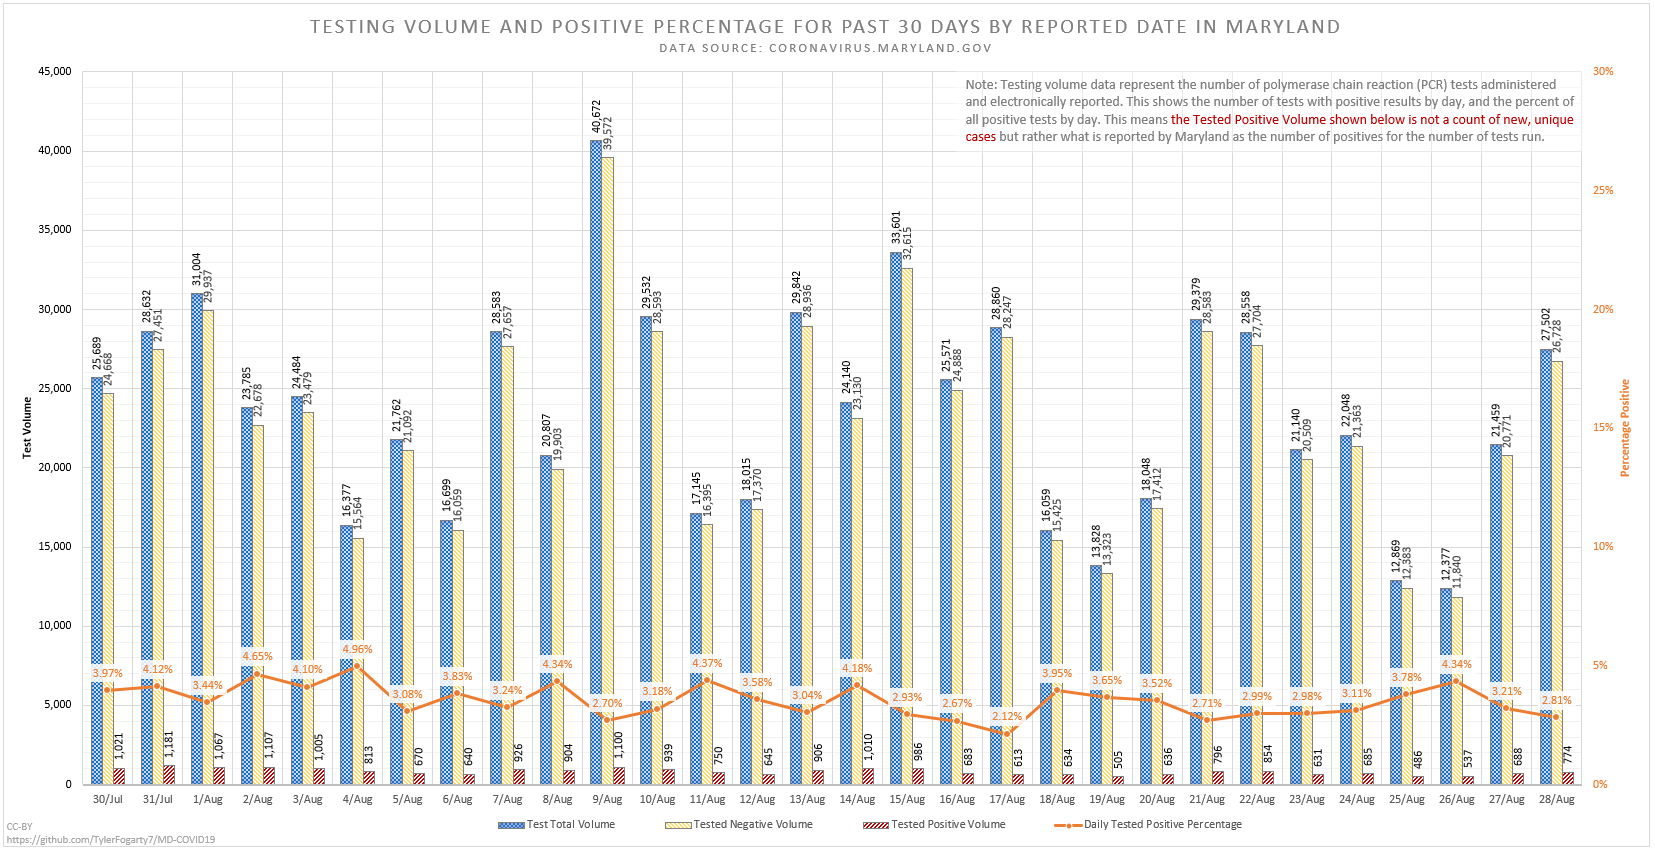 TESTING VOLUME AND POSITIVE PERCENTAGE FOR PAST 30 DAYS BY REPORTED DATE IN MARYLAND
DATA SOURCE: CORONAVIRUS.MARYLAND.GOV
Note: Testing volume data represent the number of polymerase chain reaction (PCR) tests administered
and electronically reported. This shows the number of tests with positive results by day, and the percent of
all positive tests by day. This means the Tested Positive Volume shown below is not a count of new, unique
cases but rather what is reported by Maryland as the number of positives for the number of tests run.
Test Volume
45,000
40,000
35,000
30,000
25,000
20,000
15,000
10,000
5,000
0
Percentage Positive
30%
25%
20%
15%
10%
5%
0%
25,689 24,668 3.97% 1,021
28,632 27,451 4.12% 1,181
31,004 29,937 3.44% 1,067
23,785 22,678 4.65% 1,107
24,484 23,479 4.10% 1,005
16,377 15,564 4.96% 813
21,762 21,092 3.08% 670
16,699 16,059 3.83% 640
28,583 27,657 3.24% 926
20,807 19,903 4.34% 904
40,672 39,572 2.70% 1,100
29,532 28,593 3.18% 939
17,145 16,395 4.37% 750
18,015 17,370 3.58% 645
29,842 28,936 3.04% 906
24,140 23,130 4.18% 1,010
33,601 32,615 2.93% 986
25,571 24,888 2.67% 683
28,860 28,247 2.12% 613
16,059 15,425 3.95% 634
13,828 13,323 3.65% 505
18,048 17,412 3.52% 636
29,379 28,583 2.71% 796
28,558 27,704 2.99% 854
21,140 20,509 2.98% 631
22,048 21,363 3.11% 685
12,869 12,383 3.78% 486
12,377 11,840 4.34% 537
21,459 20,771 3.21% 688
27,502 26,728 2.81% 774
30/Jul 31/Jul 1/Aug 2/Aug 3/Aug 4/Aug 5/Aug 6/Aug 7/Aug 8/Aug 9/Aug 10/Aug 11/Aug 12/Aug 13/Aug 14/Aug 15/Aug 16/Aug 17/Aug 18/Aug 19/Aug 20/Aug 21/Aug 22/Aug 23/Aug 24/Aug 25/Aug 26/Aug 27/Aug 28/Aug
Test Total Volume Tested Negative Volume Tested Positive Volume Daily Tested Positive Percentage
CC-BY
https://github.com/TylerFogarty7/MD-COVID19